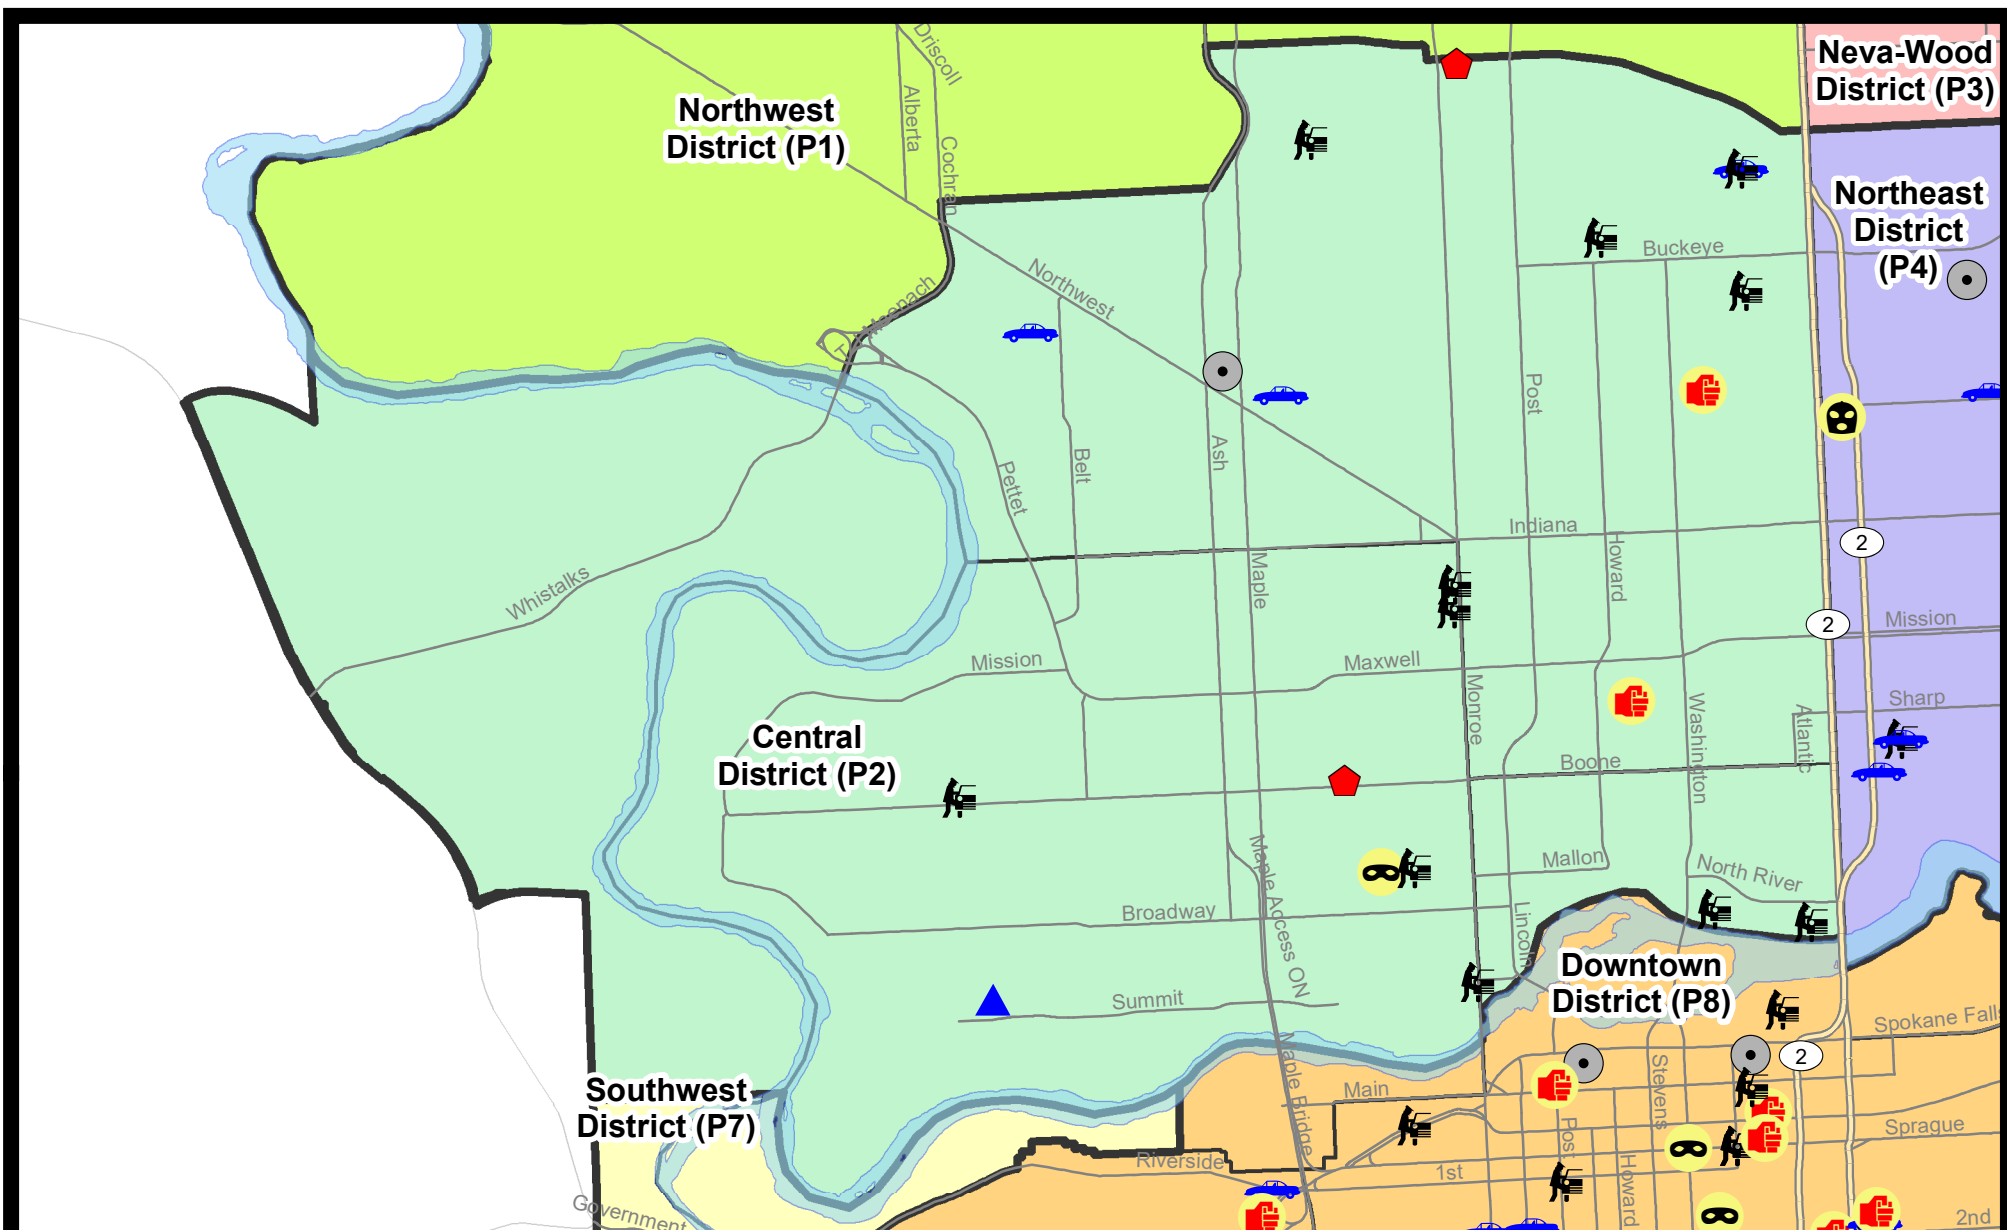 Driscoll
Neva-Wood
District (P3)
Northwest
District (P1)
Alberta
Cochran
Northeast
District
(P4)
Buckeye
Northwest
Post
Ash
Belt
Pettet
Indiana
2
Howard
Maple
Whistalks
2
Mission
Mission
Maxwell
Monroe
Sharp
Washington
Atlantic
Central
District (P2)
Boone
Mallon
North River
Maple Access ON
Broadway
Lincoln
Downtown
District (P8)
Summit
Spokane Falls
2
Stevens
Southwest
District (P7)
Main
Maple Bridge
Post
Sprague
Riverside
1st
Howard
Government
2nd